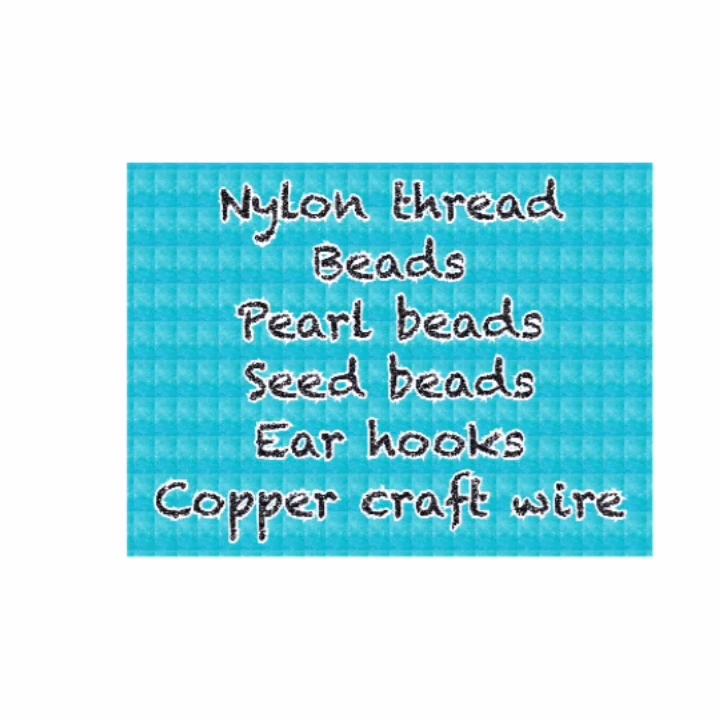 Nylon thread
Beads
Pearl beads
Seed beads
Ear hooks
Copper craft wire